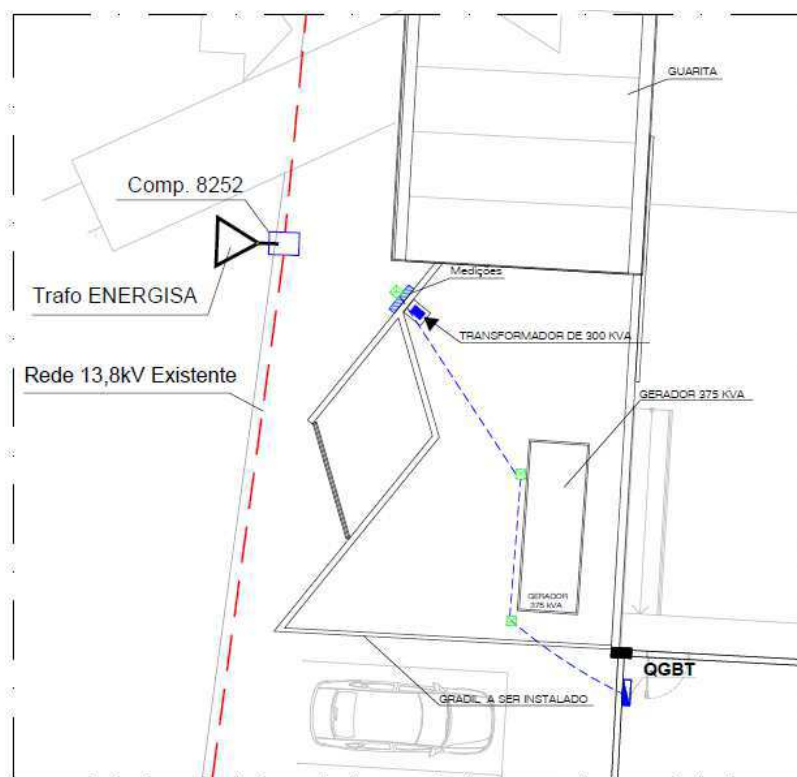 GUARITA
Comp. 8252
Medições
Trafo ENERGISA
TRANSFORMADOR DE 300 KVA
Rede 13,8kV Existente
GERADOR 375 KVA
GERADOR
375 KVA
QGBT
GRADIL A SER INSTALADO